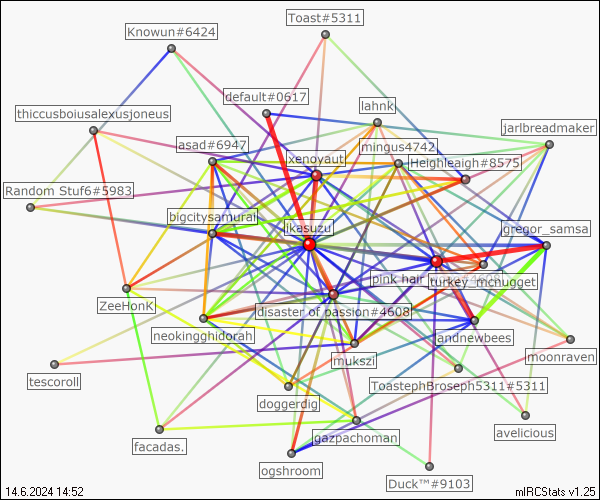 Toast#5311
Knowun#6424
default#0617
lahnk
thiccusboiusalexusjoneus
jarlbreadmaker
asad#6947
mingus4742
xenoyaut
Heighleaigh#8575
Random Stuf6#5983
bigcitysamurai
likasuzu
gregor_samsa
pink hair
turkey_mcnugget
ZeeHonK
disaster of passion#4608
neokingghidorah
andnewbees
mukszi
moonraven
tescoroll
ToastephBroseph5311#5311
doggerdig
avelicious
facadas.
gazpachoman
ogshroom
Duck™#9103
14.6.2024 14:52
mIRCStats v1.25